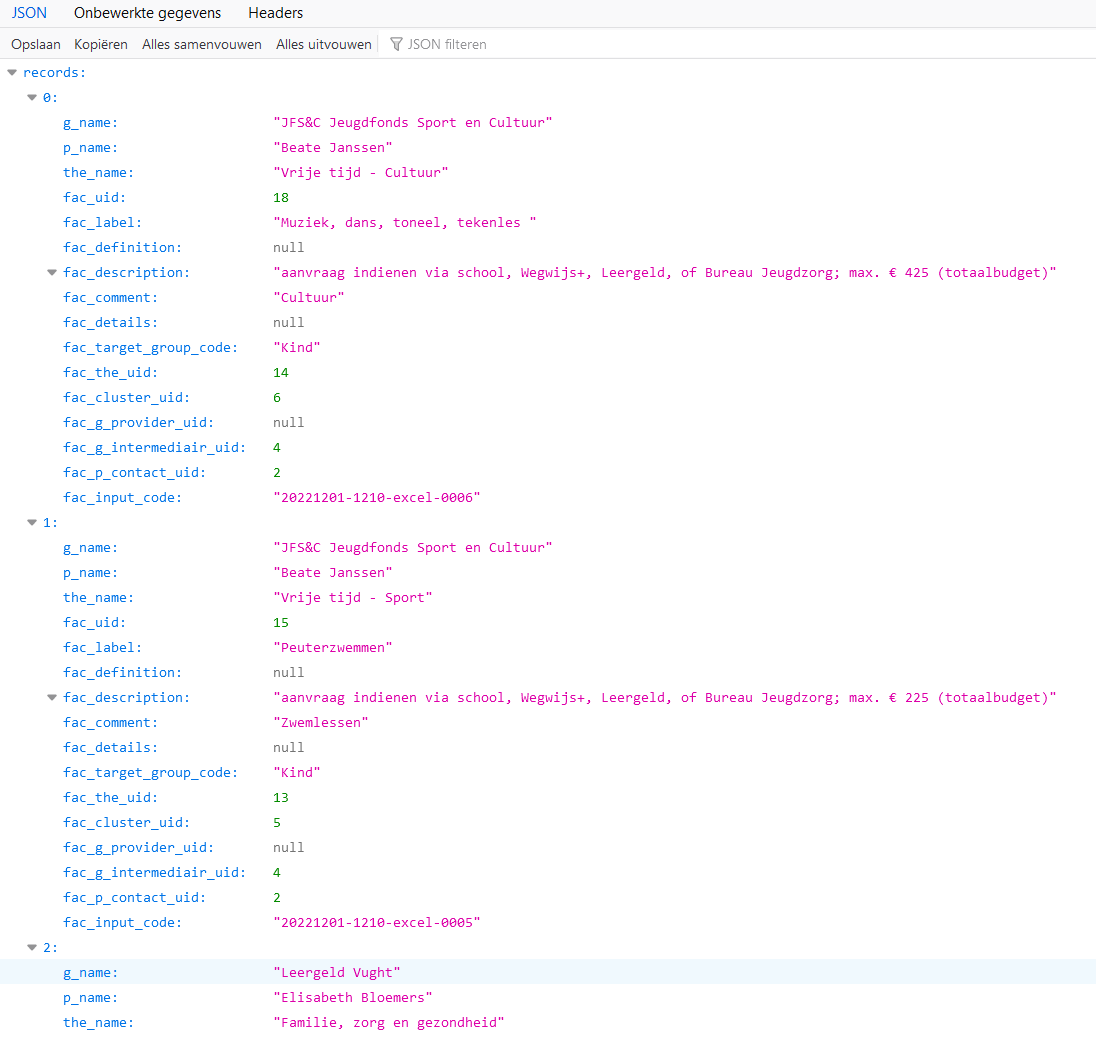 JSON Onbewerkte gegevens Headers
Opslaan Kopiëren Alles samenvouwen Alles uitvouwen JSON filteren
records:
0:
g_name: "JFS&C Jeugdfonds Sport en Cultuur"
p_name: "Beate Janssen"
the_name: "Vrije tijd - Cultuur"
fac_uid: 18
fac_label: "Muziek, dans, toneel, tekenles "
fac_definition: null
fac_description: "aanvraag indienen via school, Wegwijs+, Leergeld, of Bureau Jeugdzorg; max. € 425 (totaalbudget)"
fac_comment: "Cultuur"
fac_details: null
fac_target_group_code: "Kind"
fac_the_uid: 14
fac_cluster_uid: 6
fac_g_provider_uid: null
fac_g_intermediair_uid: 4
fac_p_contact_uid: 2
fac_input_code: "20221201-1210-excel-0006"
1:
g_name: "JFS&C Jeugdfonds Sport en Cultuur"
p_name: "Beate Janssen"
the_name: "Vrije tijd - Sport"
fac_uid: 15
fac_label: "Peuterzwemmen"
fac_definition: null
fac_description: "aanvraag indienen via school, Wegwijs+, Leergeld, of Bureau Jeugdzorg; max. € 225 (totaalbudget)"
fac_comment: "Zwemlessen"
fac_details: null
fac_target_group_code: "Kind"
fac_the_uid: 13
fac_cluster_uid: 5
fac_g_provider_uid: null
fac_g_intermediair_uid: 4
fac_p_contact_uid: 2
fac_input_code: "20221201-1210-excel-0005"
2:
g_name: "Leergeld Vught"
p_name: "Elisabeth Bloemers"
the_name: "Familie, zorg en gezondheid"